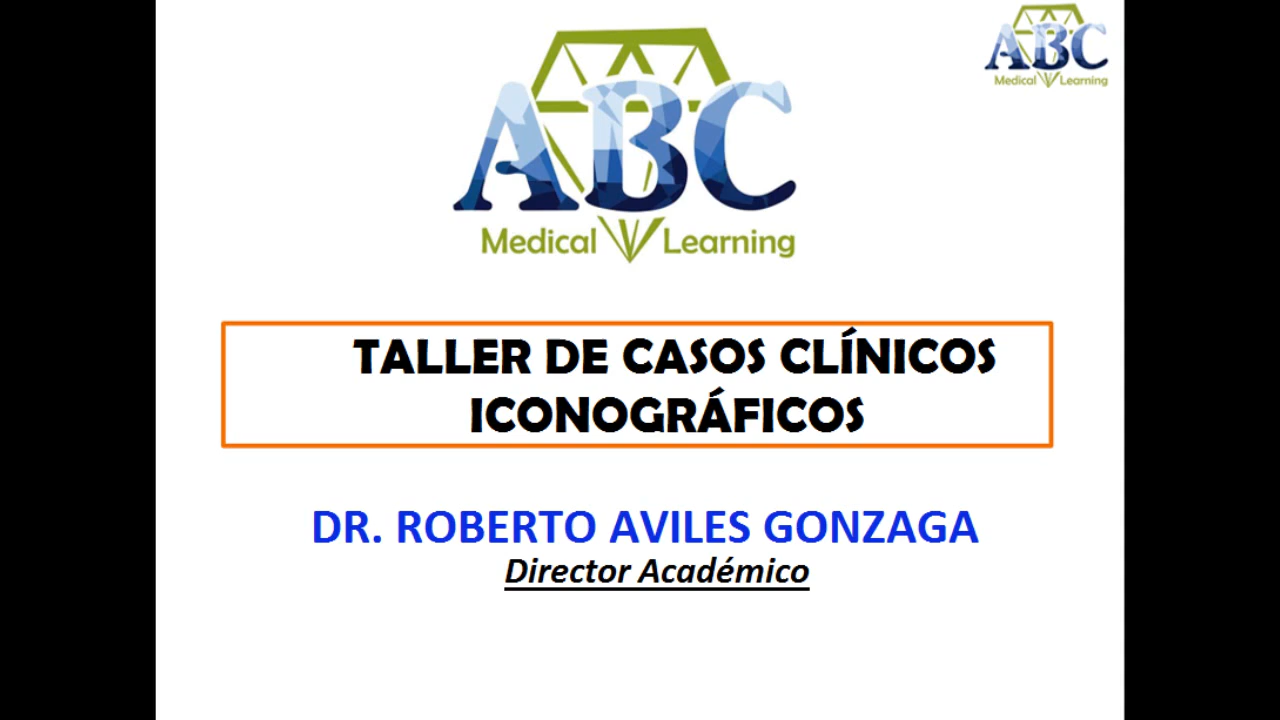 ABC
Medical Learning
ABC
Medical Learning
TALLER DE CASOS CLÍNICOS
ICONOGRÁFICOS
DR. ROBERTO AVILES GONZAGA
Director Académico